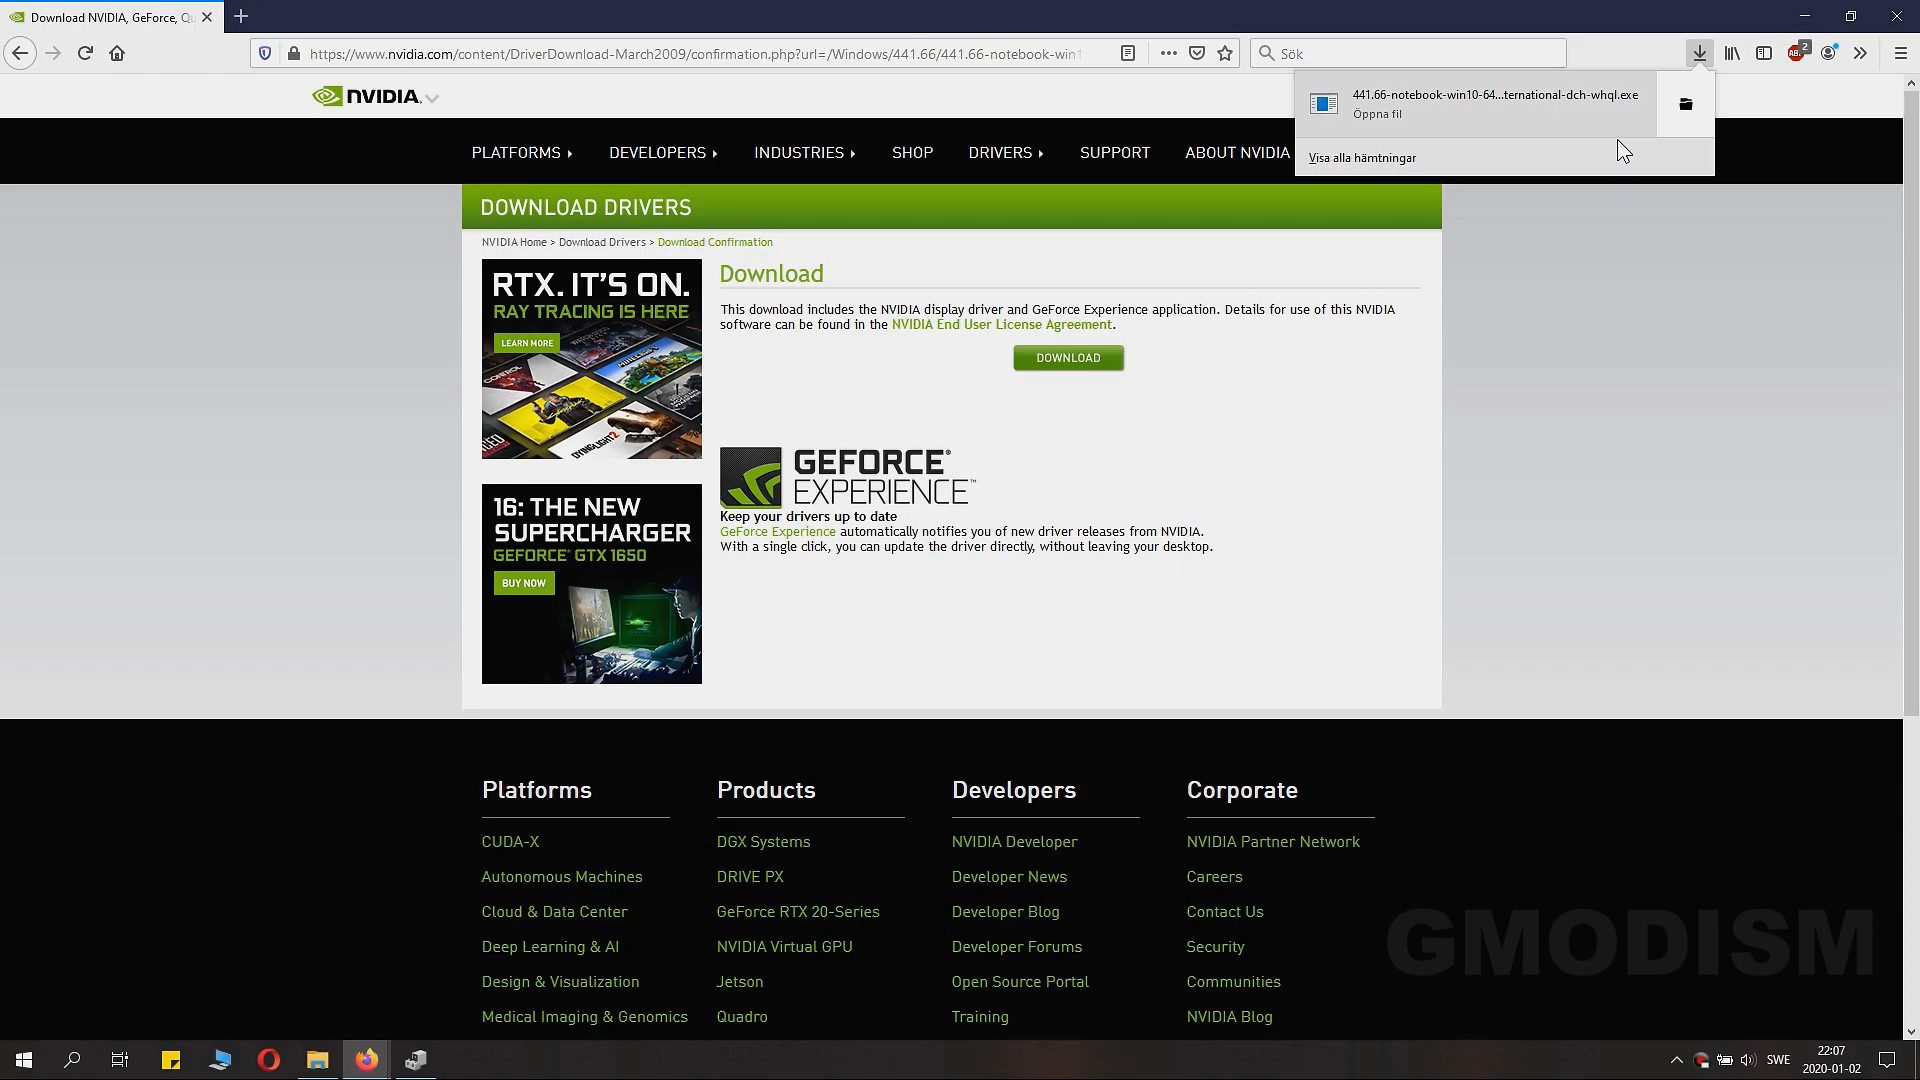 Download NVIDIA, GeForce, Qu
https://www.nvidia.com/content/DriverDownload-March2009/confirmation.php?url=/Windows/441.66/441.66-notebook-win1
Sök
2
441.66-notebook-win10-64...ternational-dch-whql.exe
Öppna fil
Visa alla hämtningar
NVIDIA.
PLATFORMS DEVELOPERS INDUSTRIES SHOP DRIVERS SUPPORT ABOUT NVIDIA
DOWNLOAD DRIVERS
NVIDIA Home > Download Drivers > Download Confirmation
RTX. IT'S ON.
RAY TRACING IS HERE
LEARN MORE
CONTROL
MINECRAFT
DYING LIGHT 2
Download
This download includes the NVIDIA display driver and GeForce Experience application. Details for use of this NVIDIA
software can be found in the NVIDIA End User License Agreement.
DOWNLOAD
GEFORCE®
EXPERIENCE™
Keep your drivers up to date
GeForce Experience automatically notifies you of new driver releases from NVIDIA.
With a single click, you can update the driver directly, without leaving your desktop.
16: THE NEW
SUPERCHARGER
GEFORCE® GTX 1650
BUY NOW
Platforms
CUDA-X
Autonomous Machines
Cloud & Data Center
Deep Learning & AI
Design & Visualization
Medical Imaging & Genomics
Products
DGX Systems
DRIVE PX
GeForce RTX 20-Series
NVIDIA Virtual GPU
Jetson
Quadro
Developers
NVIDIA Developer
Developer News
Developer Blog
Developer Forums
Open Source Portal
Training
Corporate
NVIDIA Partner Network
Careers
Contact Us
Security
Communities
NVIDIA Blog
GMODISM
SWE
22:07
2020-01-02